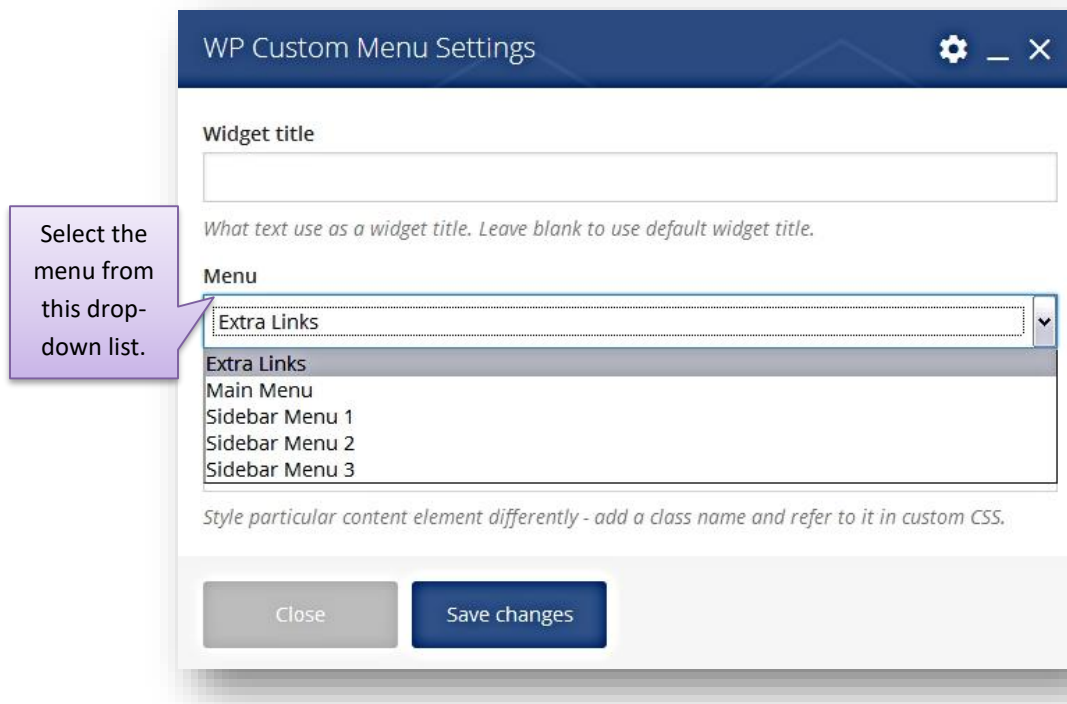 WP Custom Menu Settings
Widget title
What text use as a widget title. Leave blank to use default widget title.
Select the
menu from
this drop-
down list.
Menu
Extra Links
Extra Links
Main Menu
Sidebar Menu 1
Sidebar Menu 2
Sidebar Menu 3
Style particular content element differently - add a class name and refer to it in custom CSS.
Close
Save changes